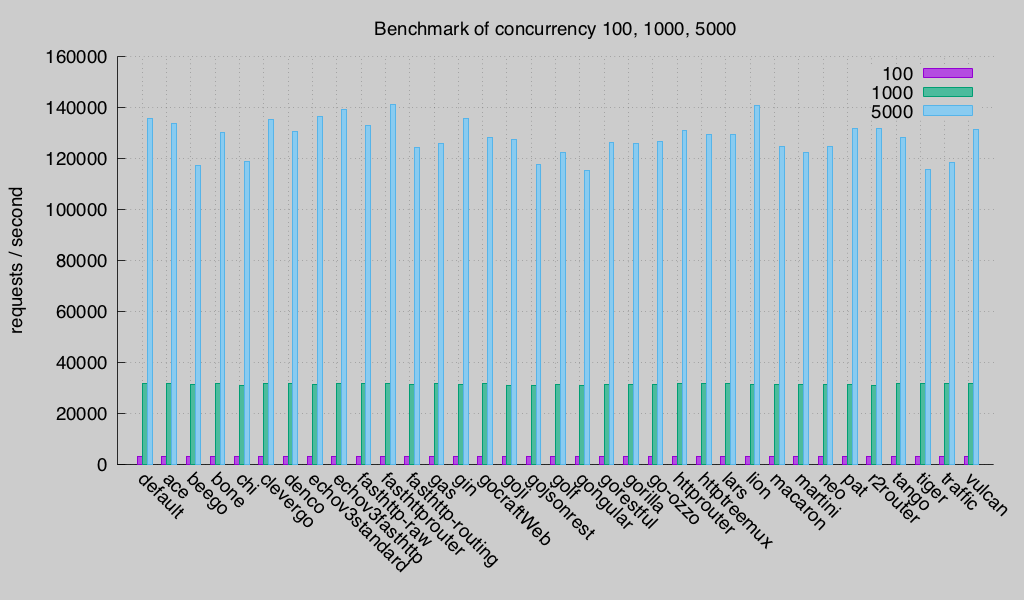 Benchmark of concurrency 100, 1000, 5000
160000
140000
120000
100000
80000
60000
40000
20000
0
requests / second
100
1000
5000
default
ace
beego
bone
chi
clevergo
denco
echov3standard
echov3fasthttp
fasthttp-raw
fasthttprouter
fasthttp-routing
gas
gin
gocraftWeb
goji
gojsonrest
golf
gongular
gorestful
gorilla
go-ozzo
httprouter
httptreemux
lars
lion
macaron
martini
neo
pat
r2router
tango
tiger
traffic
vulcan